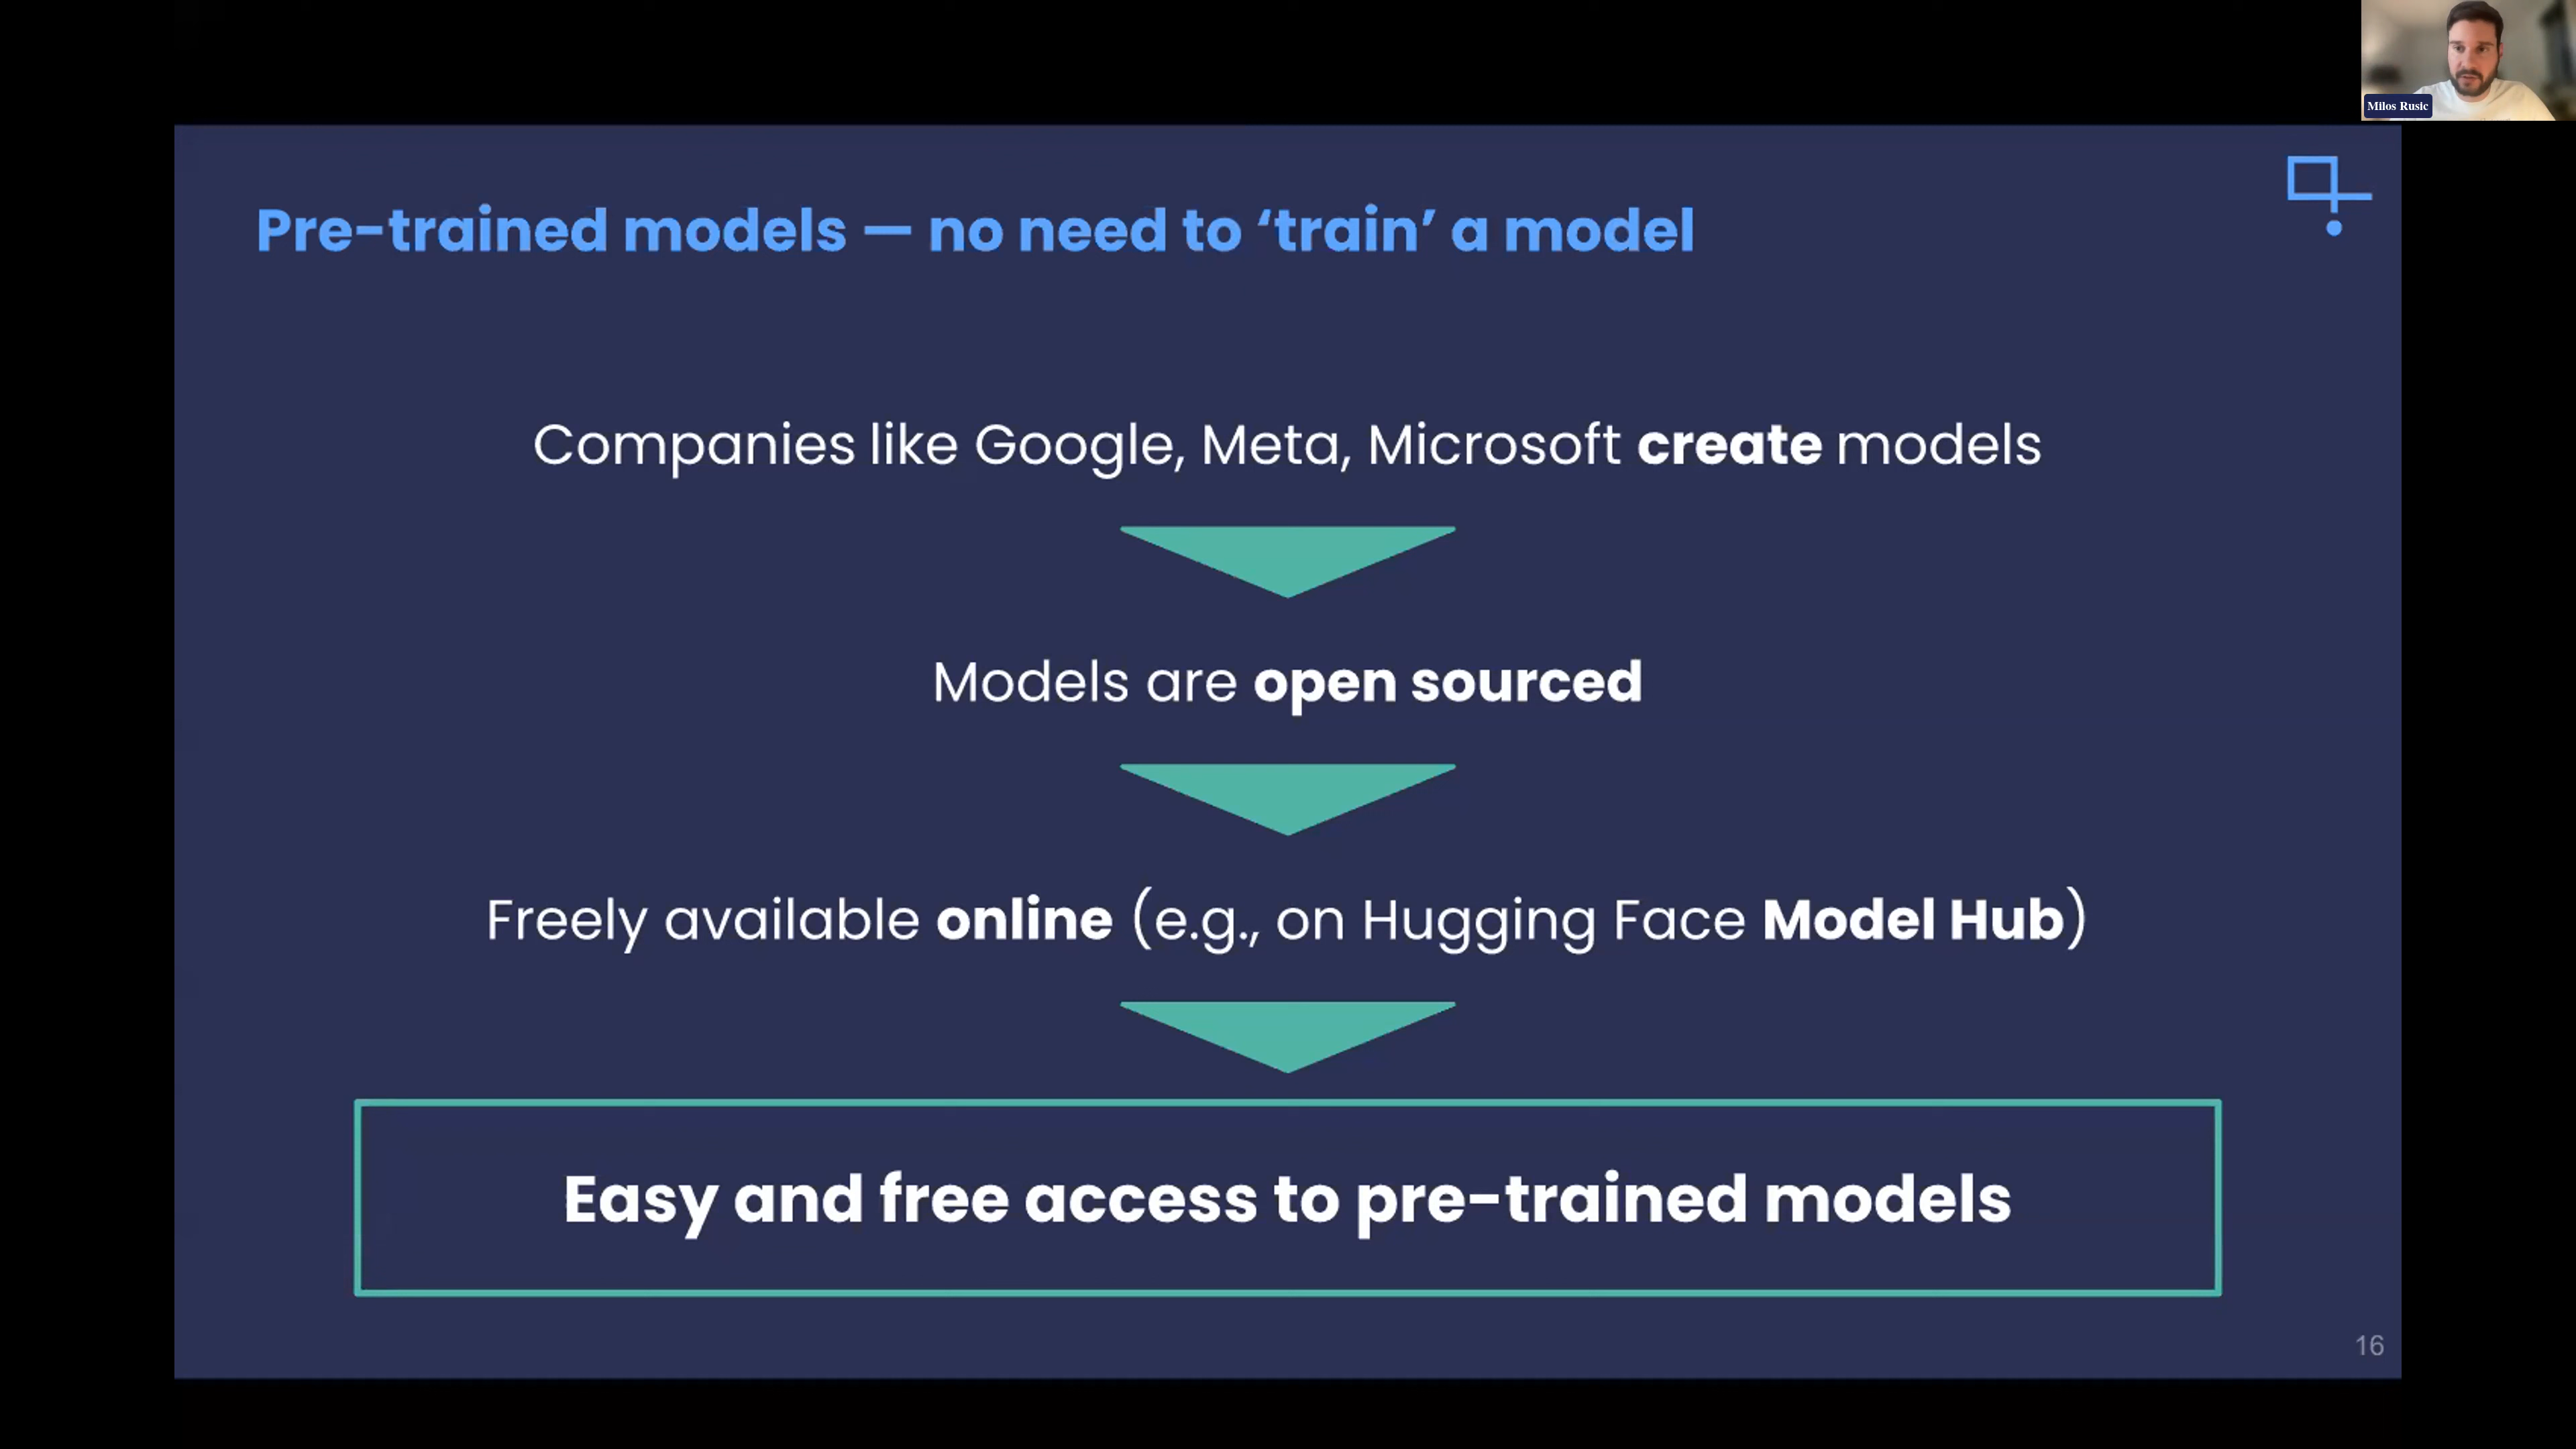 Milos Rusic
Pre-trained models — no need to ‘train’ a model
Companies like Google, Meta, Microsoft create models
Models are open sourced
Freely available online (e.g., on Hugging Face Model Hub)
Easy and free access to pre-trained models
16